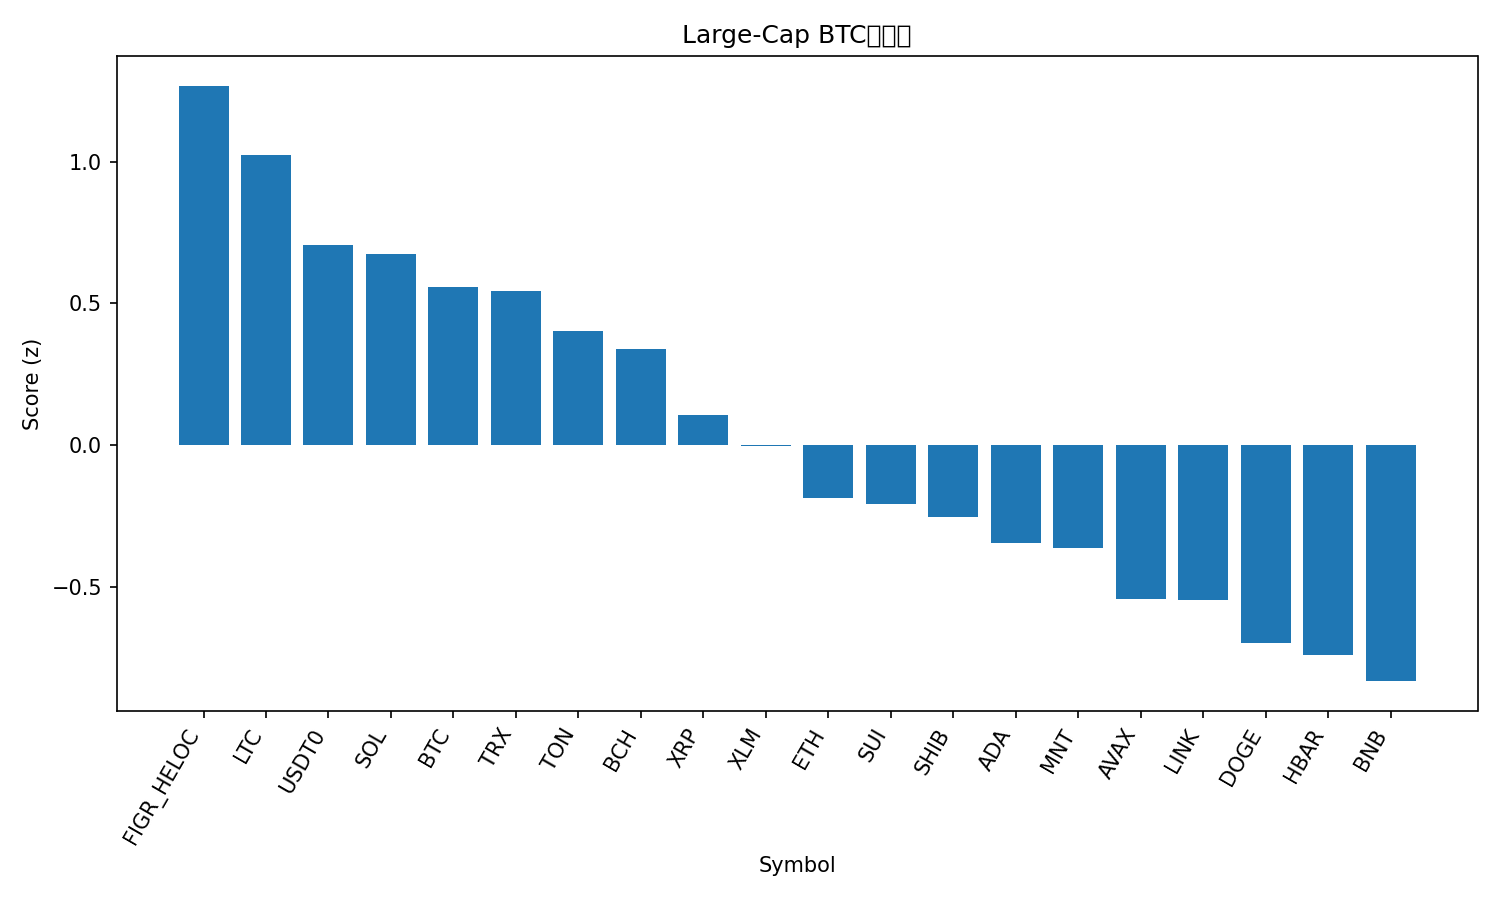 Large-Cap BTC
1.0
0.5
0.0
−0.5
Score (z)
FIGR_HELOC
LTC
USDT0
SOL
BTC
TRX
TON
BCH
XRP
XLM
ETH
SUI
SHIB
ADA
MNT
AVAX
LINK
DOGE
HBAR
BNB
Symbol